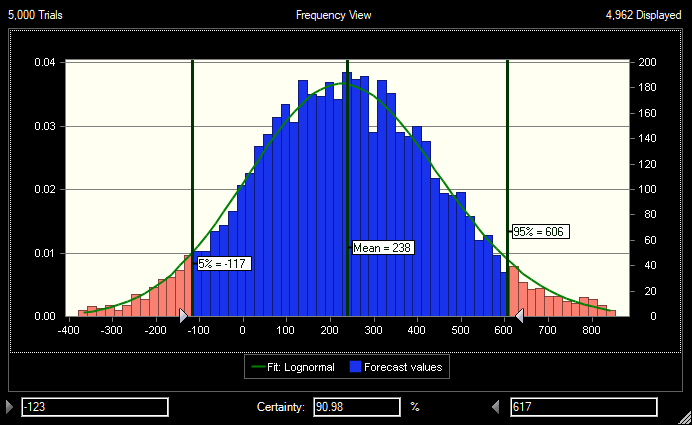 5,000 Trials Frequency View 4,962 Displayed
0.04 200
180
160
0.03 140
120
0.02 100
80
95% = 606
Mean = 238
0.01 60
5% = -117
40
20
0.00 0
-400 -300 -200 -100 0 100 200 300 400 500 600 700 800
Fit: Lognormal Forecast values
-123 Certainty: 90.98 % 617